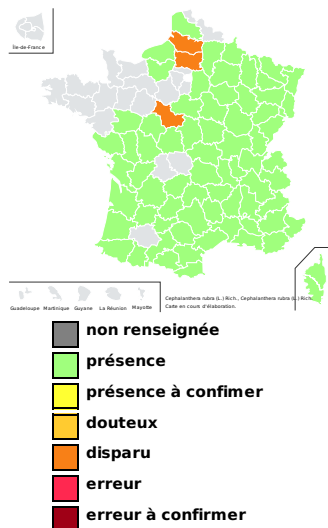 Île-de-France
Guadeloupe Martinique Guyane La Réunion Mayotte
Cephalanthera rubra (L.) Rich., Cephalanthera rubra (L.) Rich.
Carte en cours d'élaboration.
non renseignée
présence
présence à confimer
douteux
disparu
erreur
erreur à confirmer